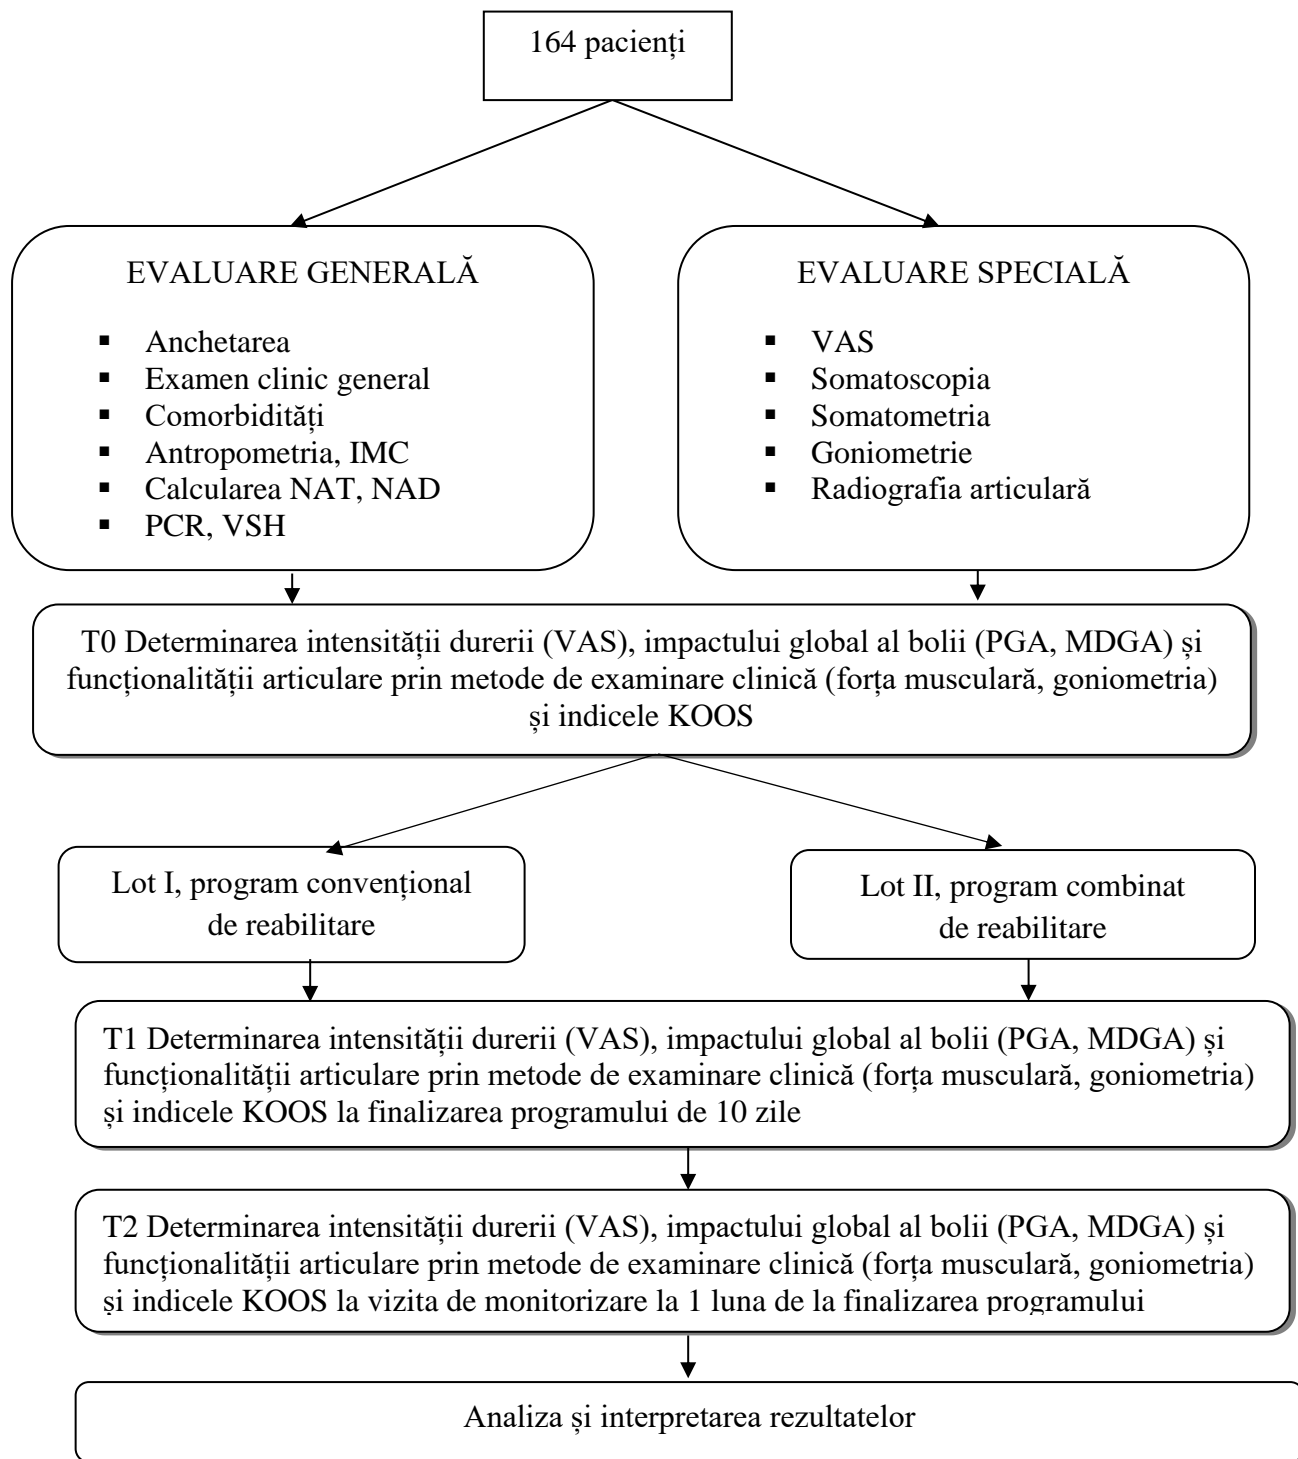 164 pacienți
EVALUARE GENERALĂ
▪ Anchetarea
▪ Examen clinic general
▪ Comorbidități
▪ Antropometria, IMC
▪ Calcularea NAT, NAD
▪ PCR, VSH
EVALUARE SPECIALĂ
▪ VAS
▪ Somatoscopia
▪ Somatometria
▪ Goniometrie
▪ Radiografia articulară
T0 Determinarea intensității durerii (VAS), impactului global al bolii (PGA, MDGA) și
funcționalității articulare prin metode de examinare clinică (forța musculară, goniometria)
și indicele KOOS
Lot I, program convențional
de reabilitare
Lot II, program combinat
de reabilitare
T1 Determinarea intensității durerii (VAS), impactului global al bolii (PGA, MDGA) și
funcționalității articulare prin metode de examinare clinică (forța musculară, goniometria)
și indicele KOOS la finalizarea programului de 10 zile
T2 Determinarea intensității durerii (VAS), impactului global al bolii (PGA, MDGA) și
funcționalității articulare prin metode de examinare clinică (forța musculară, goniometria)
și indicele KOOS la vizita de monitorizare la 1 luna de la finalizarea programului
Analiza și interpretarea rezultatelor